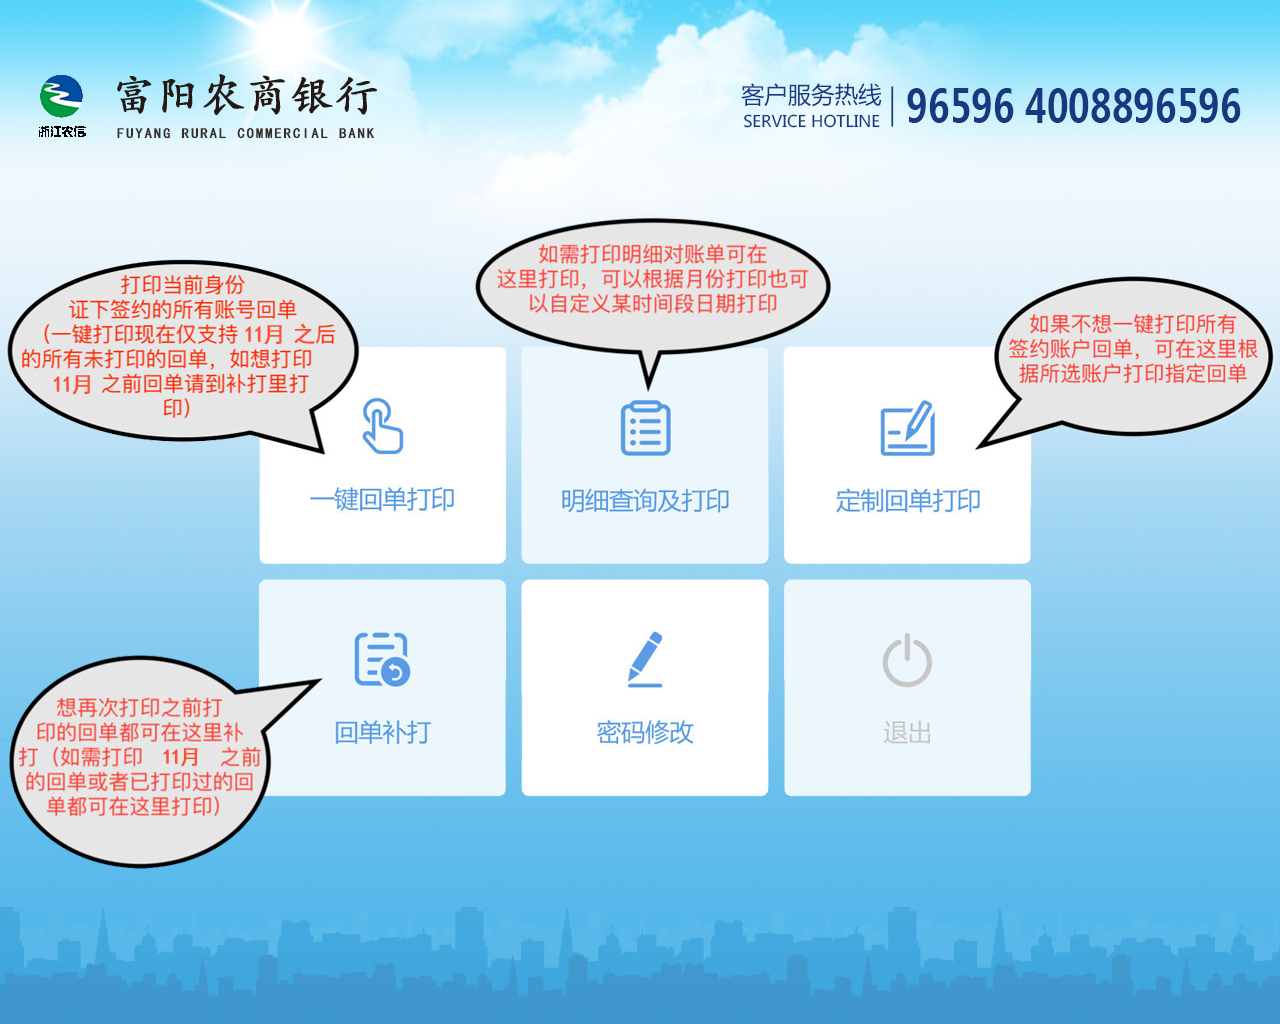 富阳农商银行
FUYANG RURAL COMMERCIAL BANK
浙江农信
客户服务热线
SERVICE HOTLINE
96596 4008896596
如需打印明细对账单可在
这里打印，可以根据月份打印也可
以自定义某时间段日期打印
打印当前身份
证下签约的所有账号回单
（一键打印现在仅支持 11月 之后
的所有未打印的回单，如想打印
11月 之前回单请到补打里打
印）
如果不想一键打印所有
签约账户回单，可在这里根
据所选账户打印指定回单
一键回单打印
明细查询及打印
定制回单打印
想再次打印之前打
印的回单都可在这里补
打（如需打印 11月 之前
的回单或者已打印过的回
单都可在这里打印）
回单补打
密码修改
退出